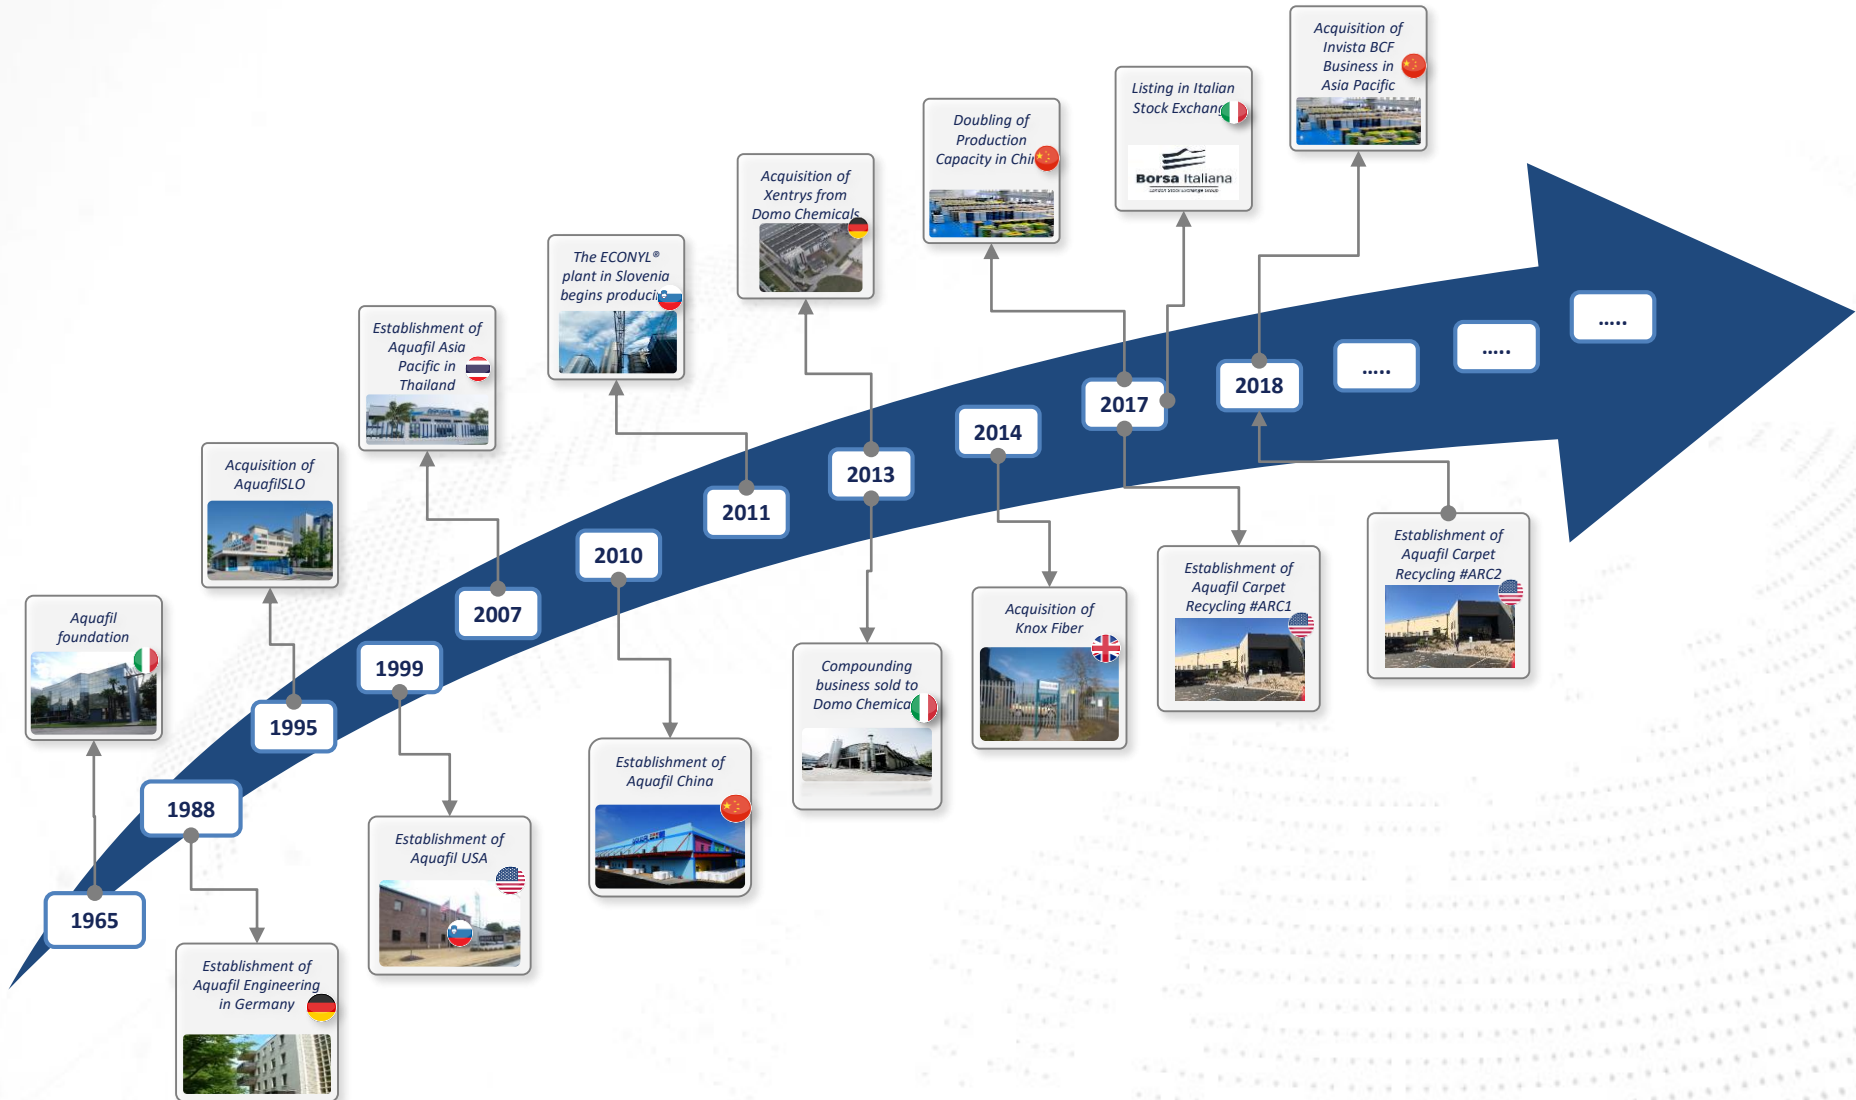 Aquafil
foundation
1965
1988
Establishment of
Aquafil Engineering
in Germany
Acquisition of
AquafilSLO
1995
1999
Establishment of
Aquafil USA
Establishment of
Aquafil Asia
Pacific in
Thailand
2007
2010
Establishment of
Aquafil China
The ECONYL®
plant in Slovenia
begins produci
2011
Acquisition of
Xentrys from
Domo Chemicals
2013
Compounding
business sold to
Domo Chemica
2014
Acquisition of
Knox Fiber
Doubling of
Production
Capacity in Chi
Listing in Italian
Stock Exchang
Borsa Italiana
London Stock Exchange Group
2017
Establishment of
Aquafil Carpet
Recycling #ARC1
Acquisition of
Invista BCF
Business in
Asia Pacific
2018
Establishment of
Aquafil Carpet
Recycling #ARC2
.....
.....
.....